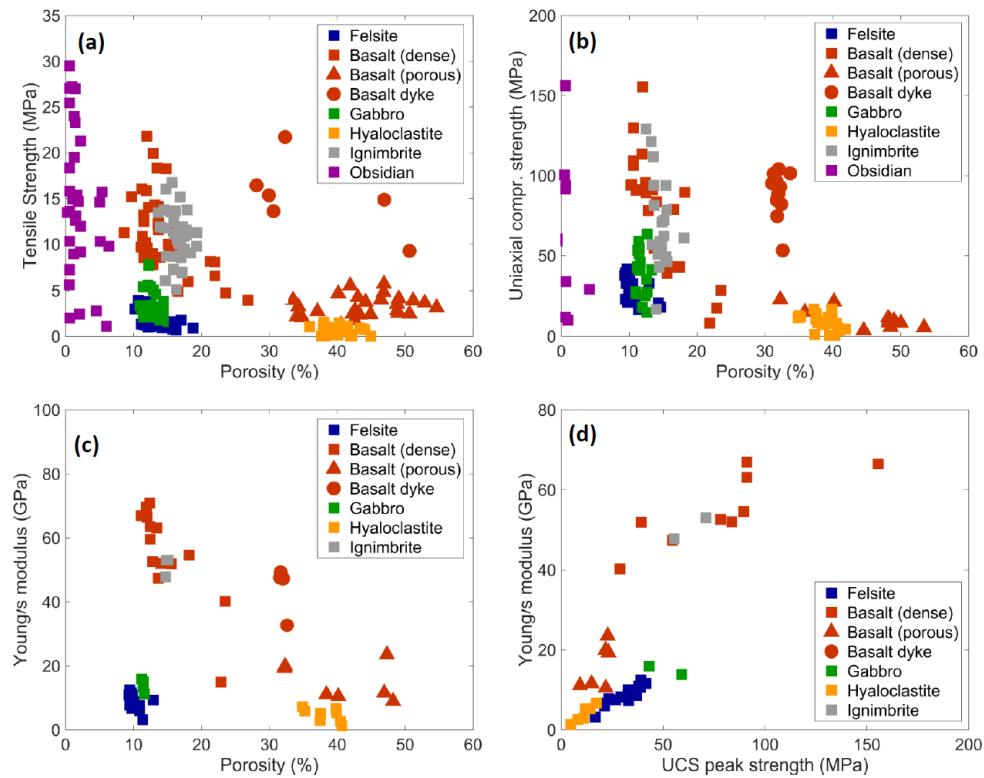 (a)
Tensile Strength (MPa)
35
30
25
20
15
10
5
0
0 10 20 30 40 50 60
Porosity (%)
Felsite
Basalt (dense)
Basalt (porous)
Basalt dyke
Gabbro
Hyaloclastite
Ignimbrite
Obsidian
(b)
Uniaxial compr. strength (MPa)
200
150
100
50
0
0 10 20 30 40 50 60
Porosity (%)
Felsite
Basalt (dense)
Basalt (porous)
Basalt dyke
Gabbro
Hyaloclastite
Ignimbrite
Obsidian
(c)
Young's modulus (GPa)
100
80
60
40
20
0
0 10 20 30 40 50 60
Porosity (%)
Felsite
Basalt (dense)
Basalt (porous)
Basalt dyke
Gabbro
Hyaloclastite
Ignimbrite
(d)
Young's modulus (GPa)
80
60
40
20
0
0 50 100 150 200
UCS peak strength (MPa)
Felsite
Basalt (dense)
Basalt (porous)
Basalt dyke
Gabbro
Hyaloclastite
Ignimbrite